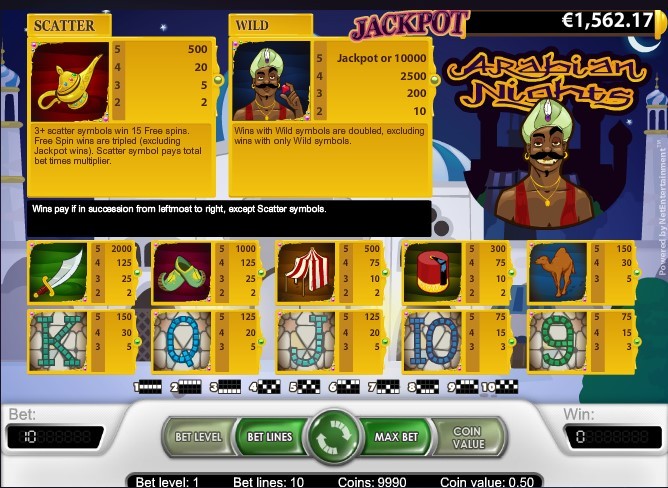 SCATTER
5 500
4 20
3 5
2 2
3+ scatter symbols win 15 Free spins.
Free Spin wins are tripled (excluding
Jackpot wins). Scatter symbol pays total
bet times multiplier.
WILD
5 Jackpot or 10000
4 2500
3 200
2 10
Wins with Wild symbols are doubled, excluding
wins with only Wild symbols.
JACKPOT
€1,562.17
Arabian
Nights
Powered by NetEntertainment™
Wins pay if in succession from leftmost to right, except Scatter symbols.
5 2000
4 125
3 25
2 2
5 1000
4 125
3 25
2 2
5 500
4 75
3 10
2 2
5 300
4 75
3 10
2 2
5 150
4 30
3 5
K
5 150
4 30
3 5
Q
5 125
4 20
3 5
J
5 125
4 20
3 5
10
5 75
4 15
3 3
9
5 75
4 15
3 3
1 2 3 4 5 6 7 8 9 10
Bet:
10
BET LEVEL
BET LINES
MAX BET
COIN
VALUE
Win:
0
Bet level: 1 Bet lines: 10 Coins: 9990 Coin value: 0.50